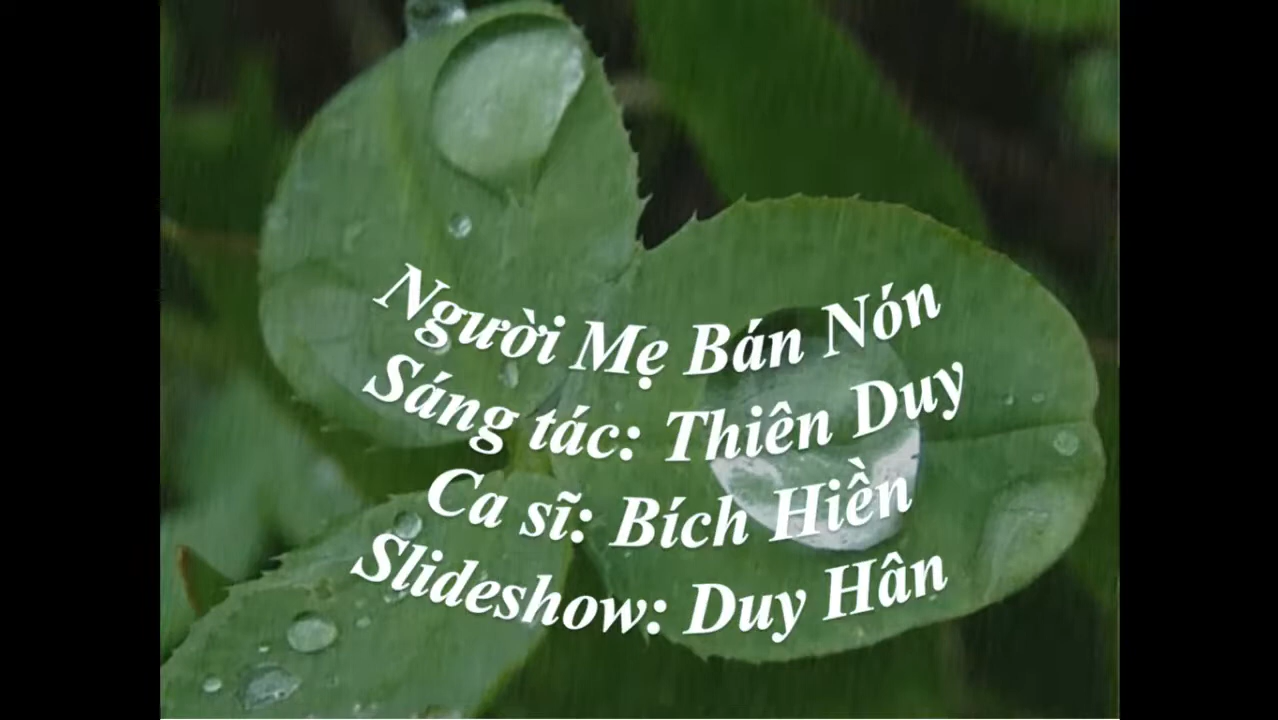 Người Mẹ Bán Nón
Sáng tác: Thiên Duy
Ca sĩ: Bích Hiền
Slideshow: Duy Hân